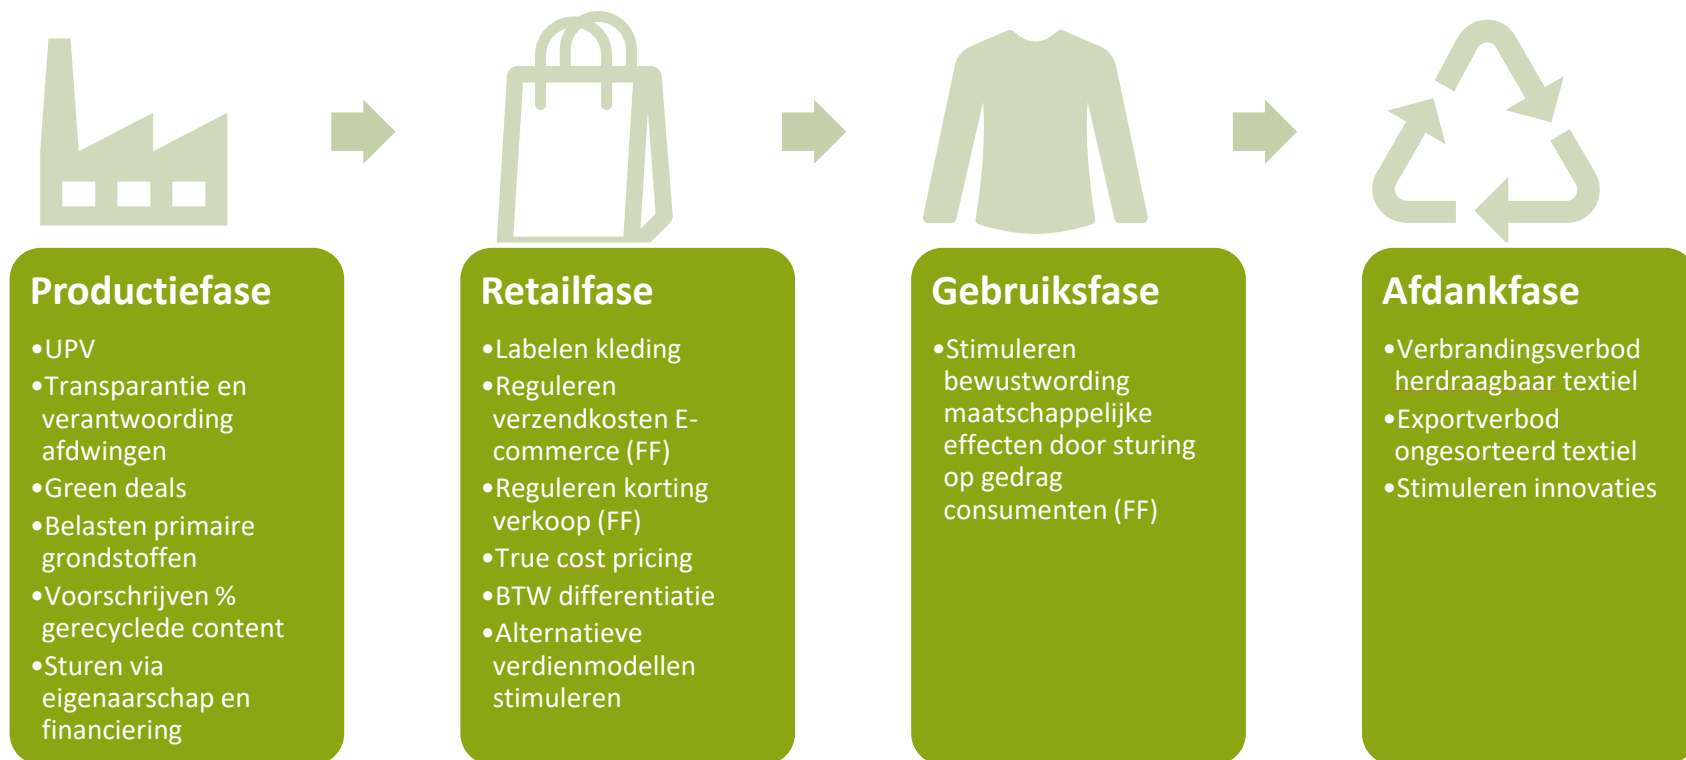 Productiefase
•UPV
•Transparantie en
verantwoording
afdwingen
•Green deals
•Belasten primaire
grondstoffen
•Voorschrijven %
gerecyclede content
•Sturen via
eigenaarschap en
financiering
Retailfase
•Labelen kleding
•Reguleren
verzendkosten E-
commerce (FF)
•Reguleren korting
verkoop (FF)
•True cost pricing
•BTW differentiatie
•Alternatieve
verdienmodellen
stimuleren
Gebruiksfase
•Stimuleren
bewustwording
maatschappelijke
effecten door sturing
op gedrag
consumenten (FF)
Afdankfase
•Verbrandingsverbod
herdraagbaar textiel
•Exportverbod
ongesorteerd textiel
•Stimuleren innovaties